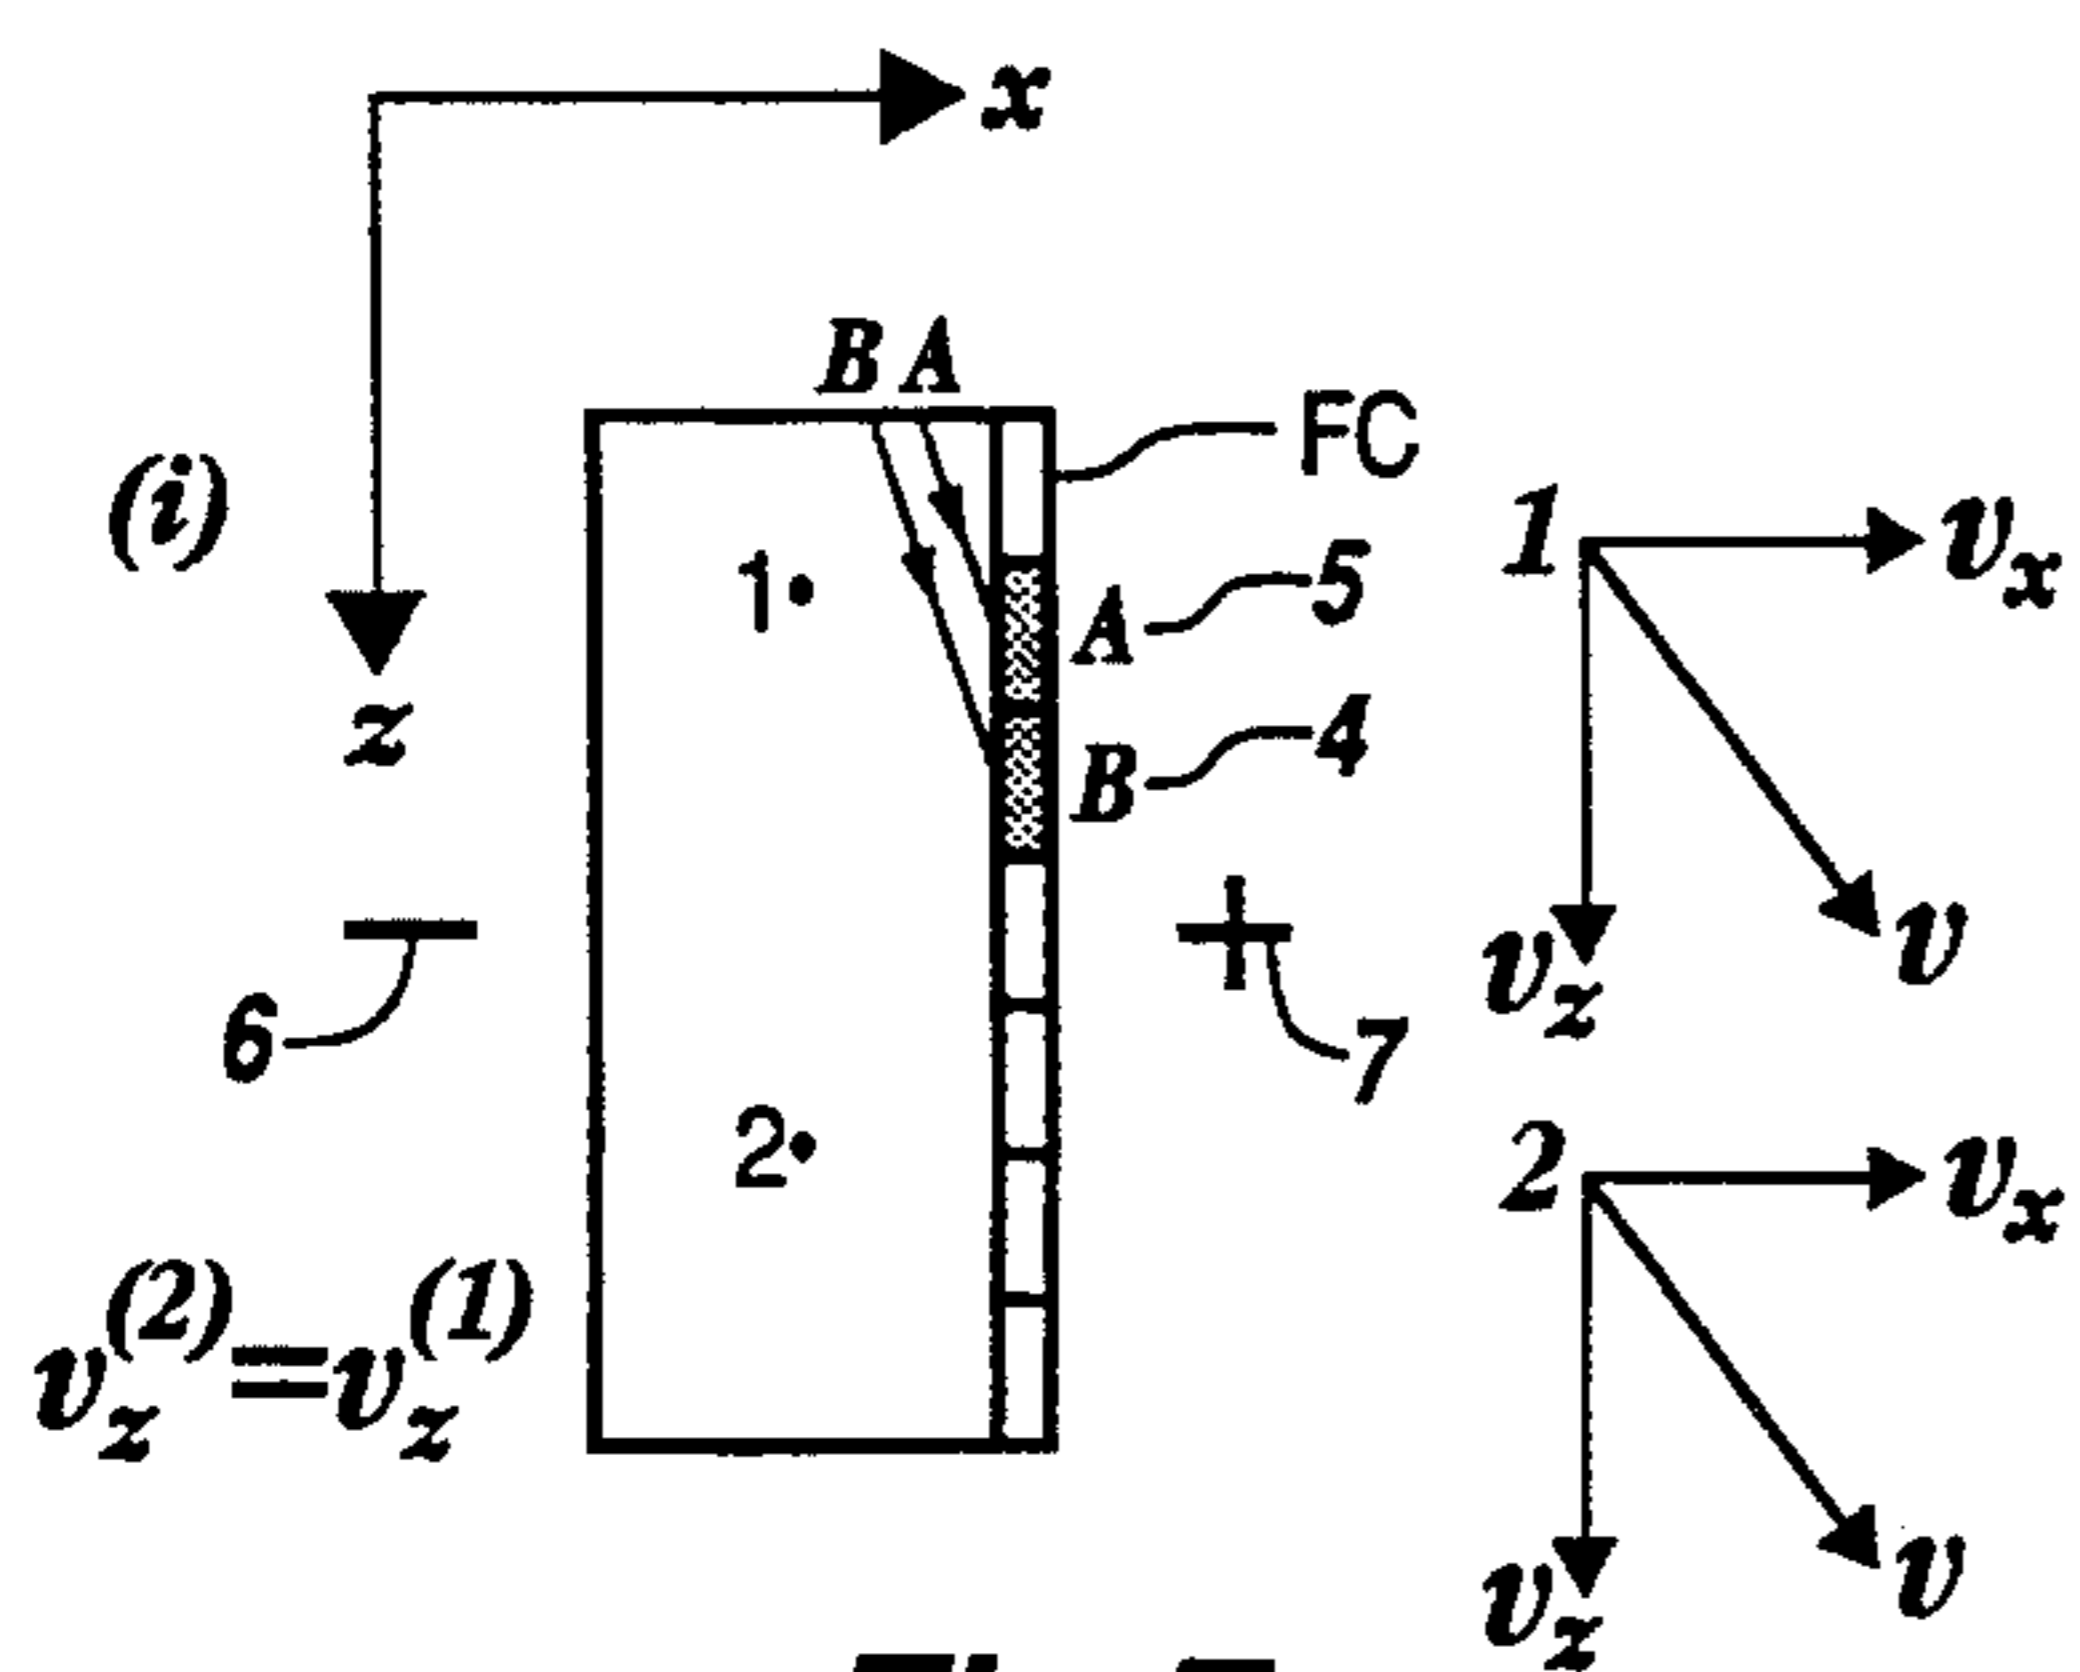 x
(i)
z
B A
FC
1•
A 5
B 4
− 6
+ 7
2•
v_z^(2)=v_z^(1)
1 v_x
v_z v
2 v_x
v_z v